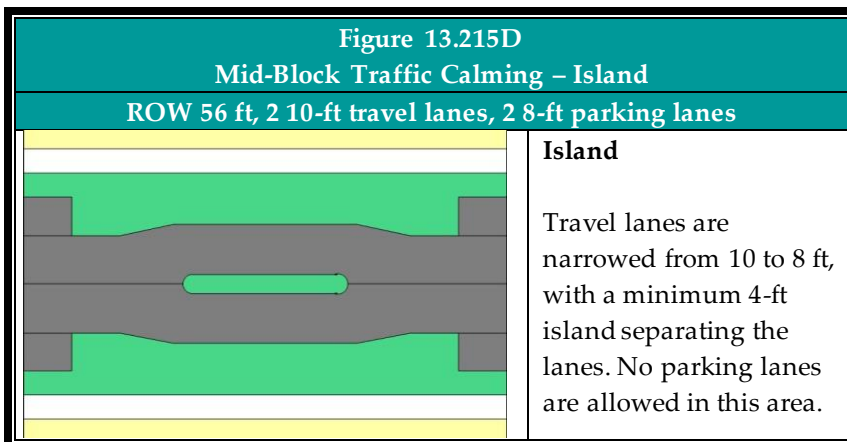 Figure 13.215D
Mid-Block Traffic Calming – Island
ROW 56 ft, 2 10-ft travel lanes, 2 8-ft parking lanes
Island
Travel lanes are
narrowed from 10 to 8 ft,
with a minimum 4-ft
island separating the
lanes. No parking lanes
are allowed in this area.